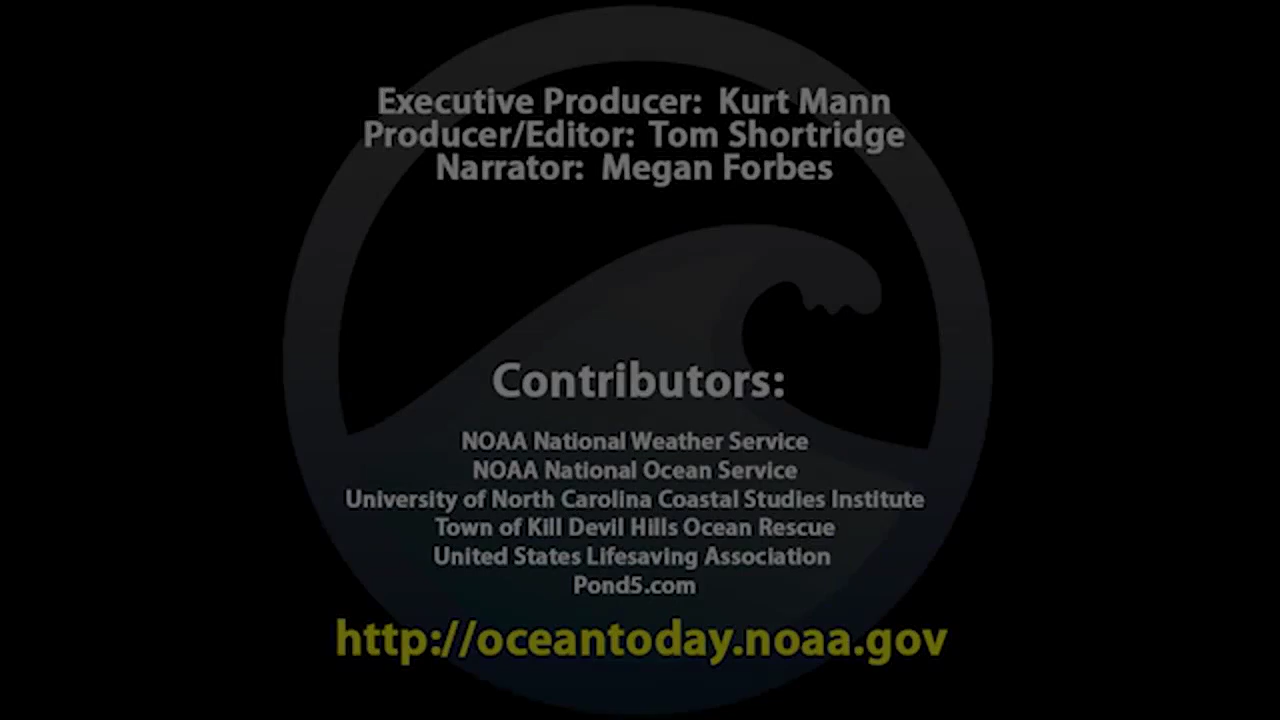 Executive Producer: Kurt Mann
Producer/Editor: Tom Shortridge
Narrator: Megan Forbes
Contributors:
NOAA National Weather Service
NOAA National Ocean Service
University of North Carolina Coastal Studies Institute
Town of Kill Devil Hills Ocean Rescue
United States Lifesaving Association
Pond5.com
http://oceantoday.noaa.gov